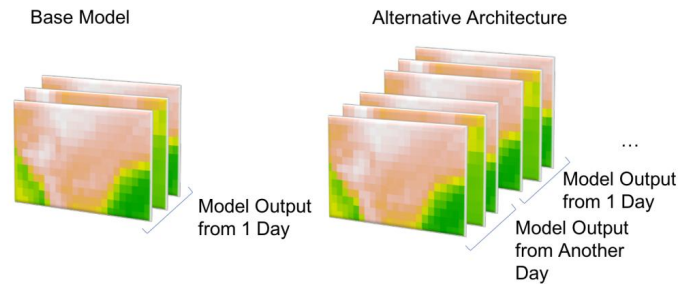 Base Model
Alternative Architecture
Model Output
from 1 Day
...
Model Output
from 1 Day
Model Output
from Another
Day